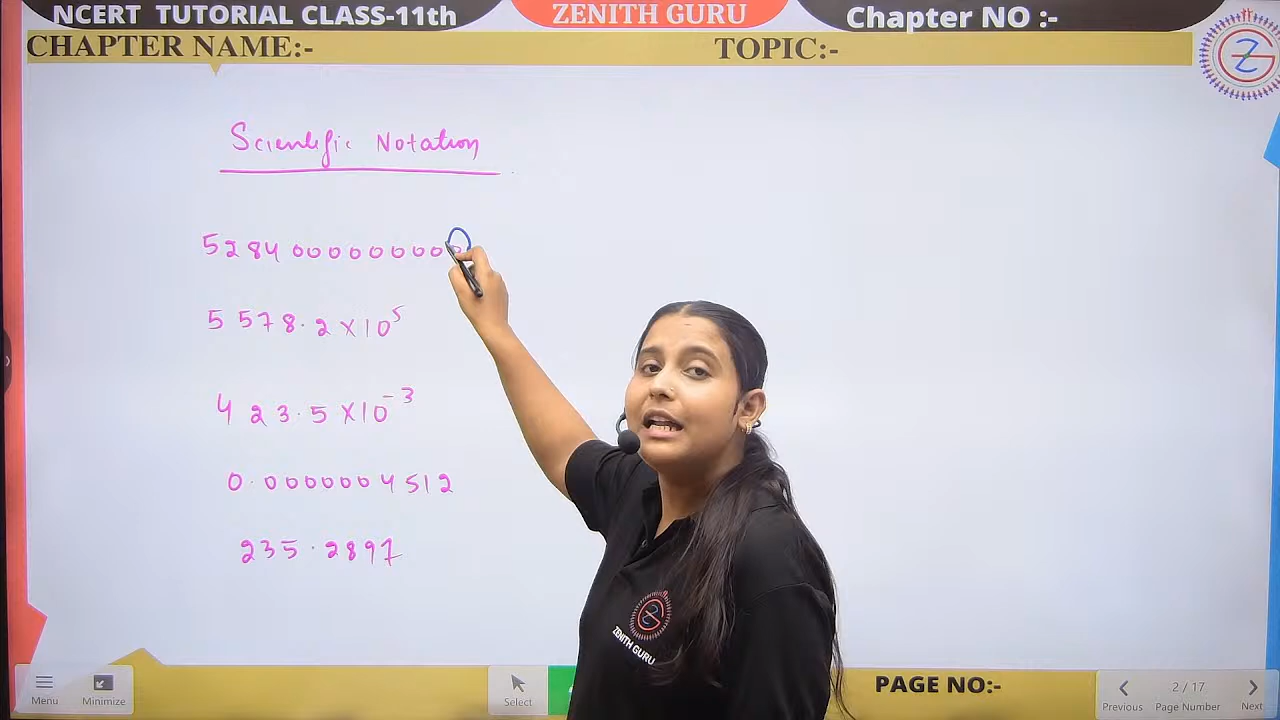 NCERT TUTORIAL CLASS-11th
ZENITH GURU
Chapter NO :-
CHAPTER NAME:-
TOPIC:-
Scientific Notation
5284000000000
5578.2×10⁵
423.5×10⁻³
0.0000004512
235.2897
ZENITH GURU
Menu
Minimize
Select
PAGE NO:-
Previous
2 / 17
Page Number
Next